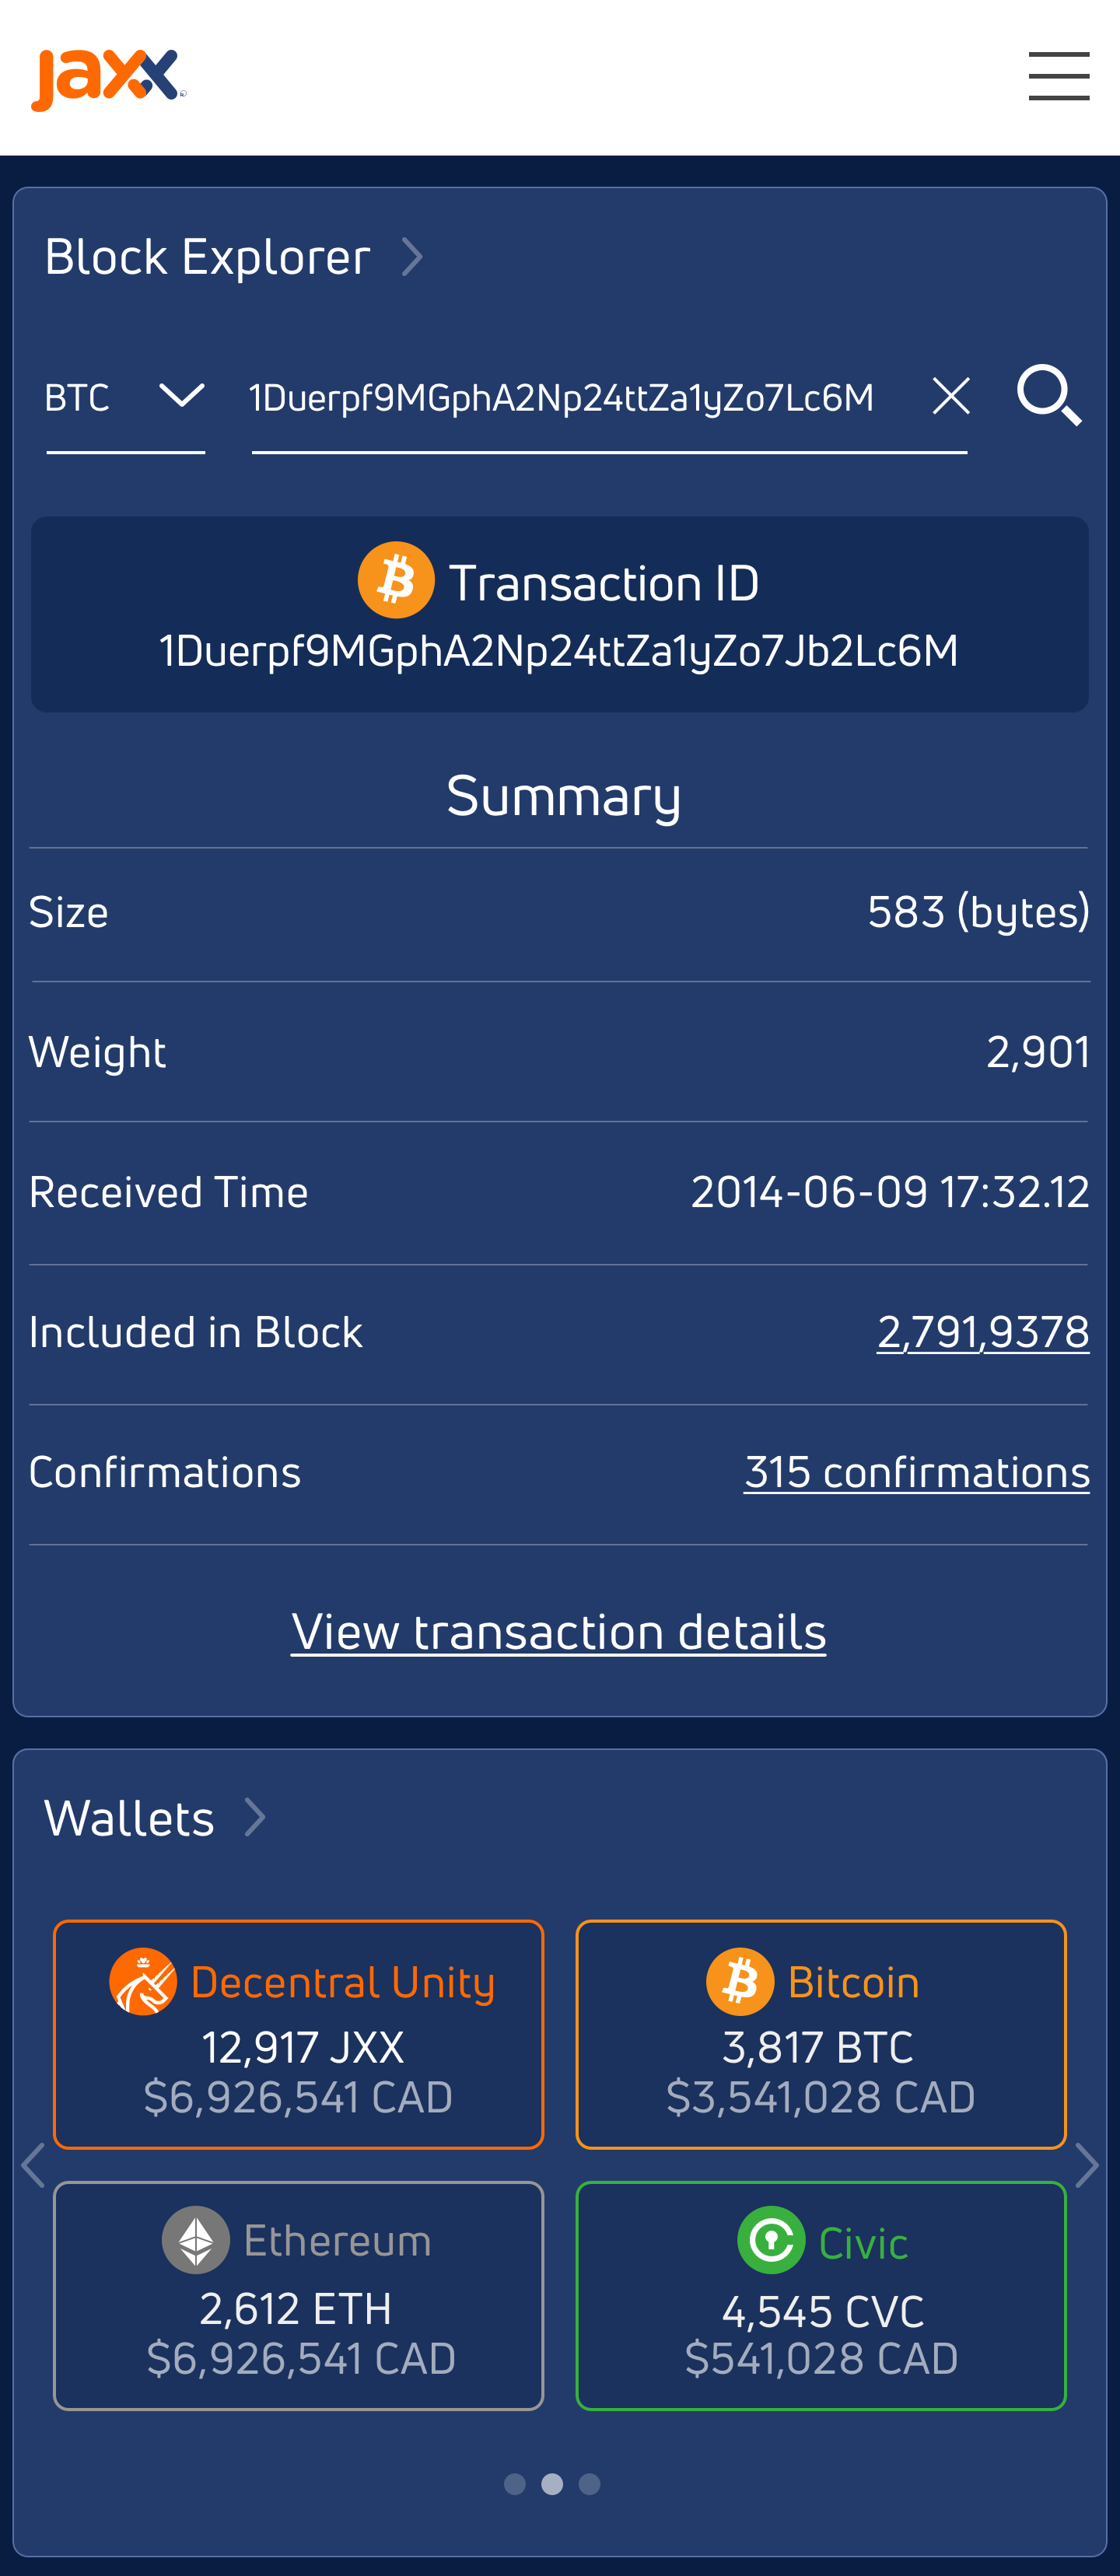 jaxx
Block Explorer
BTC 1Duerpf9MGphA2Np24ttZa1yZo7Lc6M
Transaction ID
1Duerpf9MGphA2Np24ttZa1yZo7Jb2Lc6M
Summary
Size 583 (bytes)
Weight 2,901
Received Time 2014-06-09 17:32.12
Included in Block 2,791,9378
Confirmations 315 confirmations
View transaction details
Wallets
Decentral Unity
12,917 JXX
$6,926,541 CAD
Bitcoin
3,817 BTC
$3,541,028 CAD
Ethereum
2,612 ETH
$6,926,541 CAD
Civic
4,545 CVC
$541,028 CAD